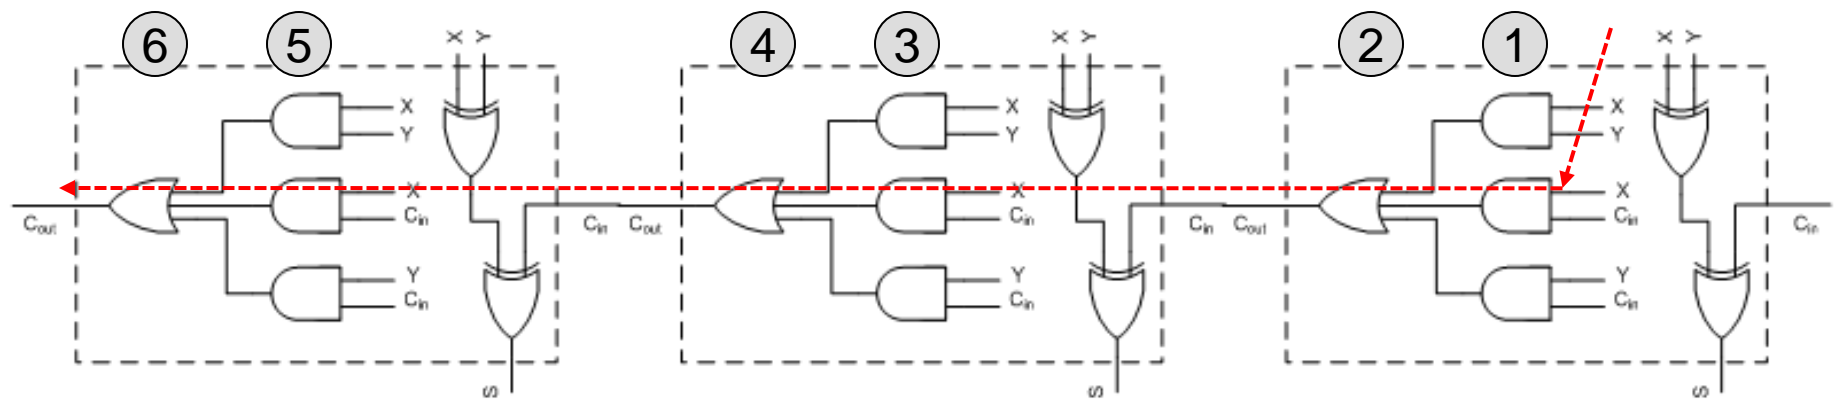 6 5 4 3 2 1
X Y X Y X Y
X X X
Y Y Y
X X X
Cout Cin Cin Cout Cin Cin Cout Cin Cin
Y Y Y
Cin Cin Cin
S S S